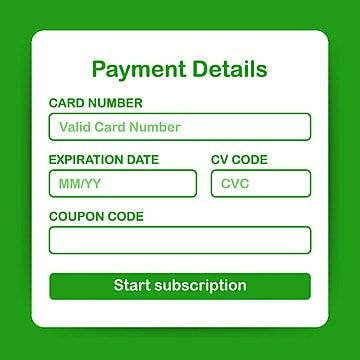 Payment Details
CARD NUMBER
Valid Card Number
EXPIRATION DATE CV CODE
MM/YY CVC
COUPON CODE
Start subscription